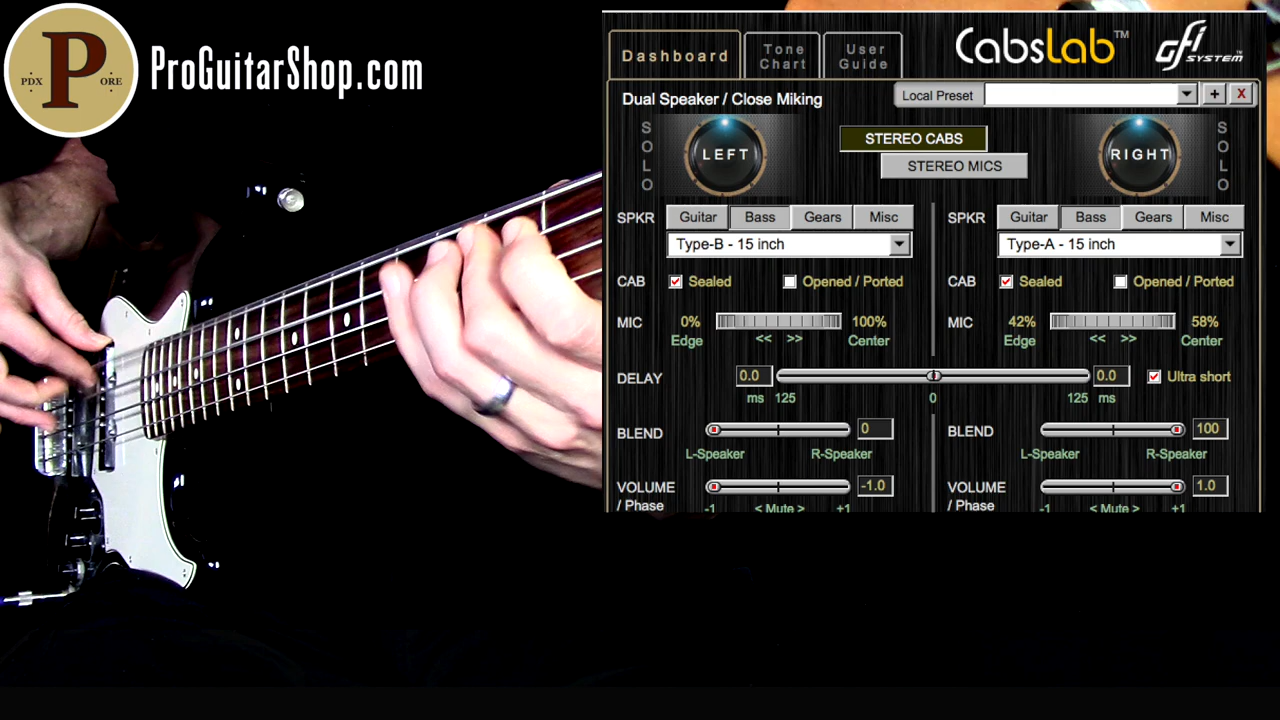 P
PDX
ORE
ProGuitarShop.com
Dashboard
Tone Chart
User Guide
CabsLab™
gfi SYSTEM™
Dual Speaker / Close Miking
Local Preset
+
X
SOLO
LEFT
STEREO CABS
STEREO MICS
RIGHT
SOLO
SPKR Guitar Bass Gears Misc
Type-B - 15 inch
CAB Sealed Opened / Ported
MIC 0% 100%
Edge << >> Center
SPKR Guitar Bass Gears Misc
Type-A - 15 inch
CAB Sealed Opened / Ported
MIC 42% 58%
Edge << >> Center
DELAY 0.0 0.0 Ultra short
ms 125 0 125 ms
BLEND 0
L-Speaker R-Speaker
VOLUME -1.0
/ Phase -1 < Mute > +1
BLEND 100
L-Speaker R-Speaker
VOLUME 1.0
/ Phase -1 < Mute > +1